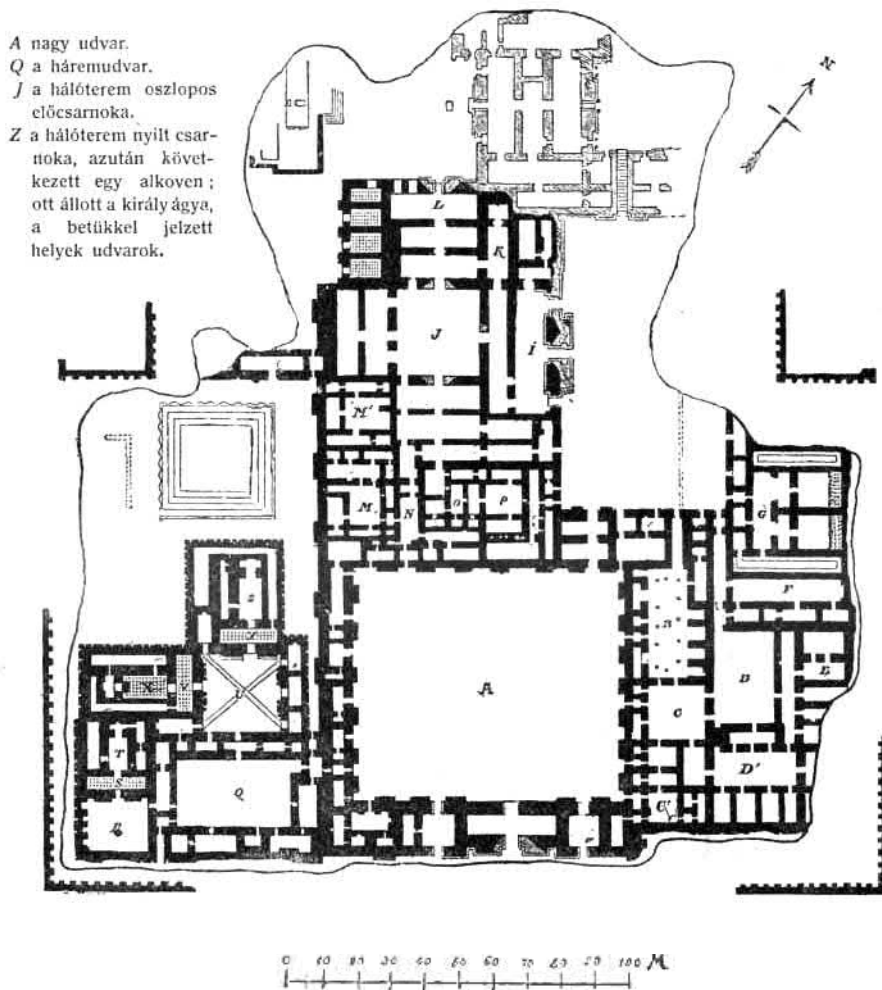 A nagy udvar.
Q a háremudvar.
J a hálóterem oszlopos
előcsarnoka.
Z a hálóterem nyilt csar-
noka, azután követ-
kezett egy alkoven;
ott állott a király ágya,
a betükkel jelzett
helyek udvarok.
N
L
K
J
İ
M'
M
N
O
P
G
F
B
A
D
E
C
X
V
T
S
Q
D'
C'
R
0 10 20 30 40 50 60 70 80 90 100 M